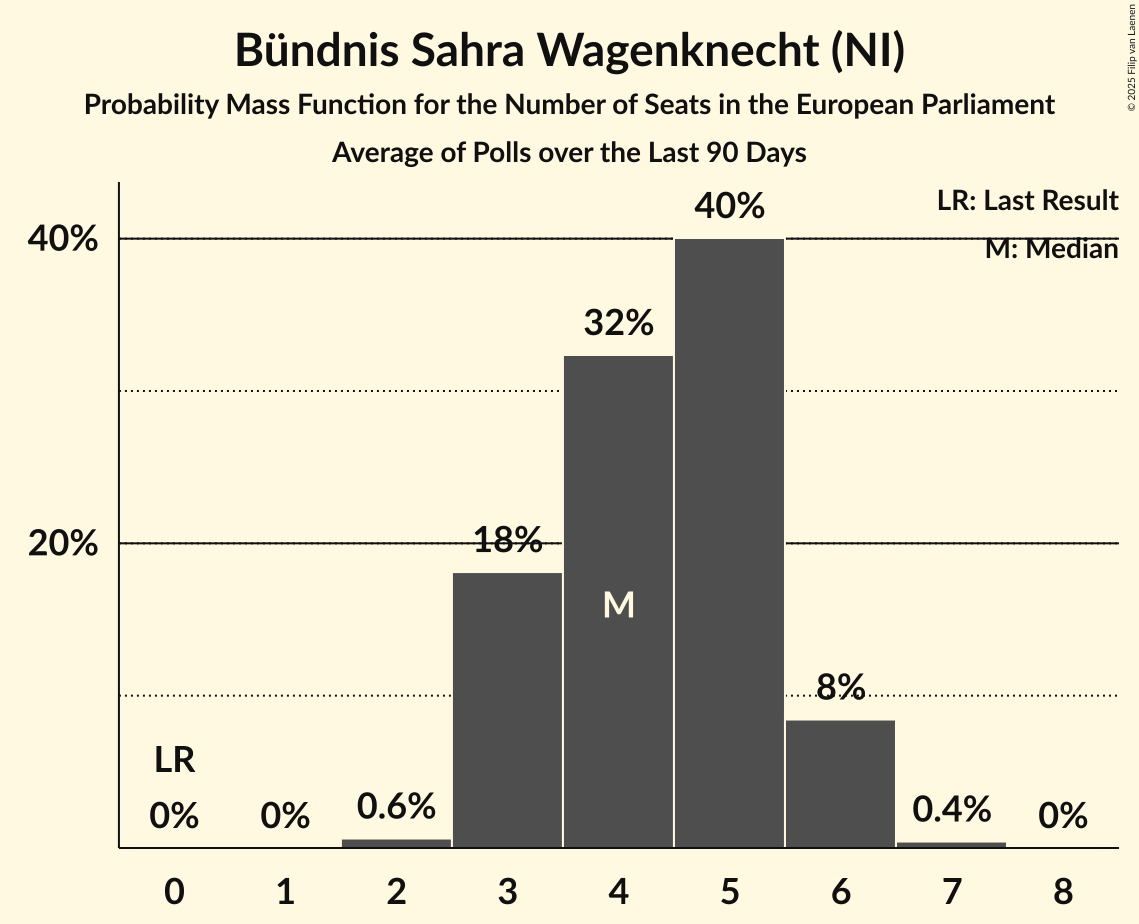 Bündnis Sahra Wagenknecht (NI)
Probability Mass Function for the Number of Seats in the European Parliament
Average of Polls over the Last 90 Days
© 2025 Filip van Laenen
LR: Last Result
M: Median
40%
20%
LR
0%
0%
0.6%
18%
32%
M
40%
8%
0.4%
0%
0 1 2 3 4 5 6 7 8